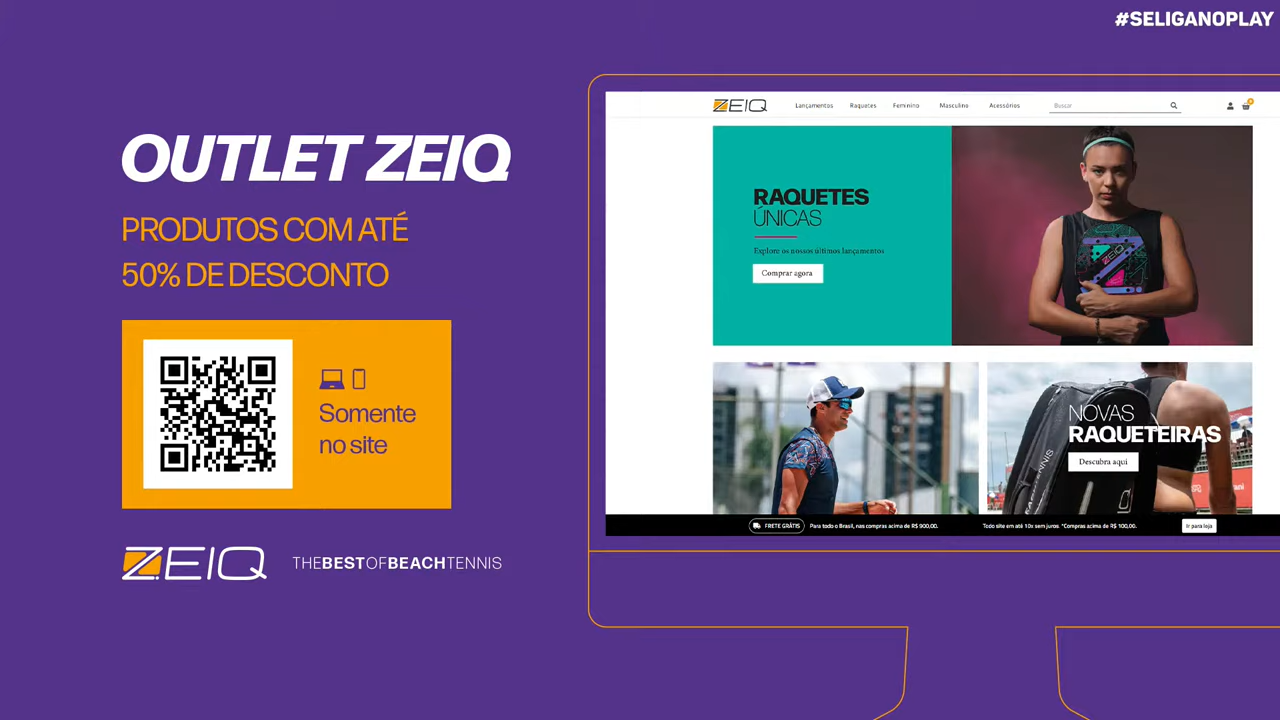 #SELIGANOPLAY
OUTLET ZEIQ
PRODUTOS COM ATÉ
50% DE DESCONTO
Somente
no site
ZEIQ
THEBESTOFBEACHTENNIS
ZEIQ
Lançamentos
Raquetes
Feminino
Masculino
Acessórios
Buscar
RAQUETES
ÚNICAS
Explore os nossos últimos lançamentos
Comprar agora
ZEIQ
NOVAS
RAQUETEIRAS
Descubra aqui
FRETE GRÁTIS
Para todo o Brasil, nas compras acima de R$ 900,00.
Todo site em até 10x sem juros. *Compras acima de R$ 100,00.
Ir para loja